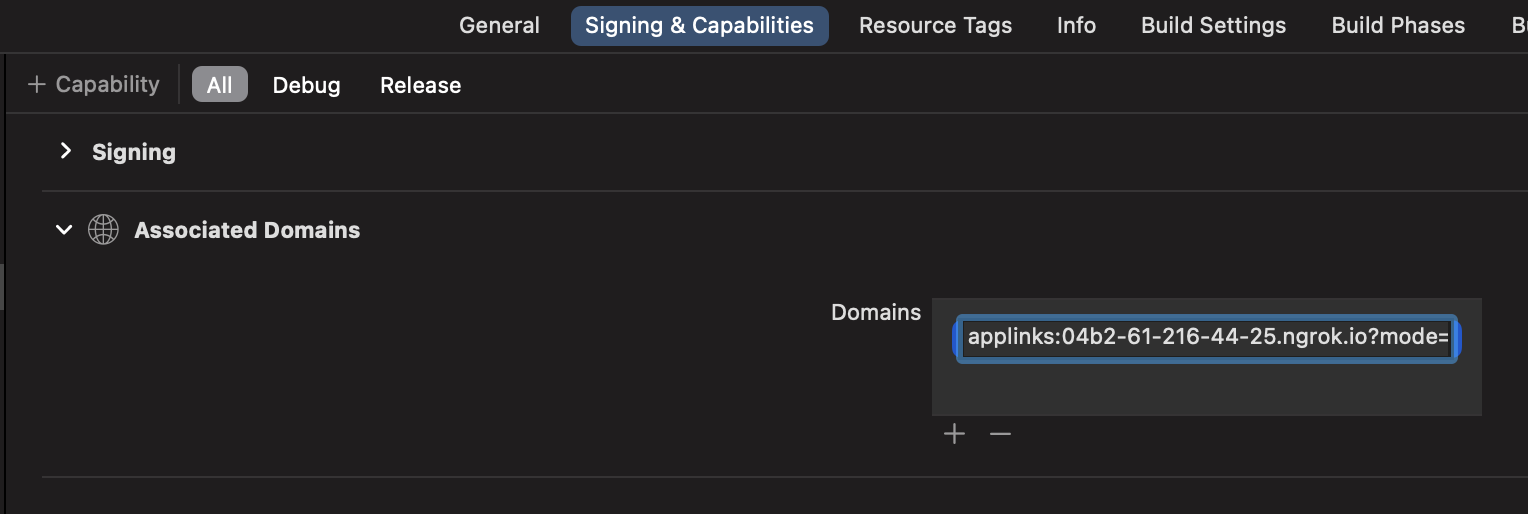 General Signing & Capabilities Resource Tags Info Build Settings Build Phases
+ Capability All Debug Release
Signing
Associated Domains
Domains
applinks:04b2-61-216-44-25.ngrok.io?mode=